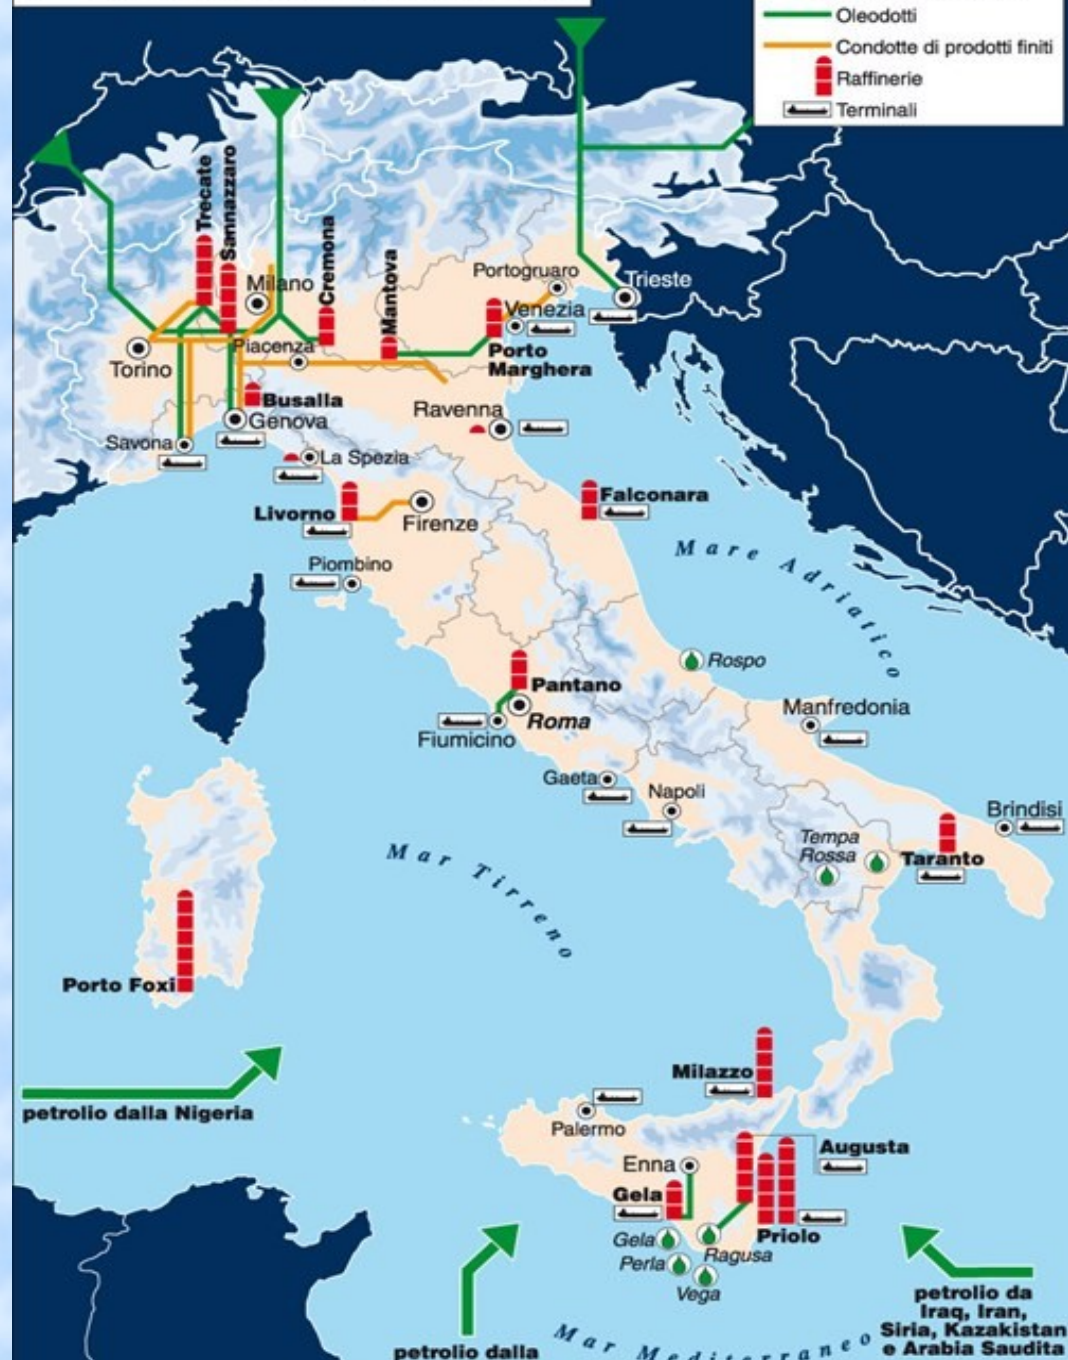 Oleodotti
Condotte di prodotti finiti
Raffinerie
Terminali
Trecate
Sannazzaro
Milano
Cremona
Mantova
Portogruaro
Trieste
Venezia
Porto
Marghera
Torino
Piacenza
Busalla
Genova
Savona
Ravenna
La Spezia
Livorno
Firenze
Falconara
Piombino
Mare Adriatico
Rospo
Pantano
Roma
Fiumicino
Manfredonia
Gaeta
Napoli
Brindisi
Tempa
Rossa
Taranto
Mar Tirreno
Porto Foxi
petrolio dalla Nigeria
Milazzo
Palermo
Augusta
Enna
Gela
Priolo
Gela
Ragusa
Perla
Vega
petrolio da
Iraq, Iran,
Siria, Kazakistan
e Arabia Saudita
petrolio dalla
Mar Mediterraneo